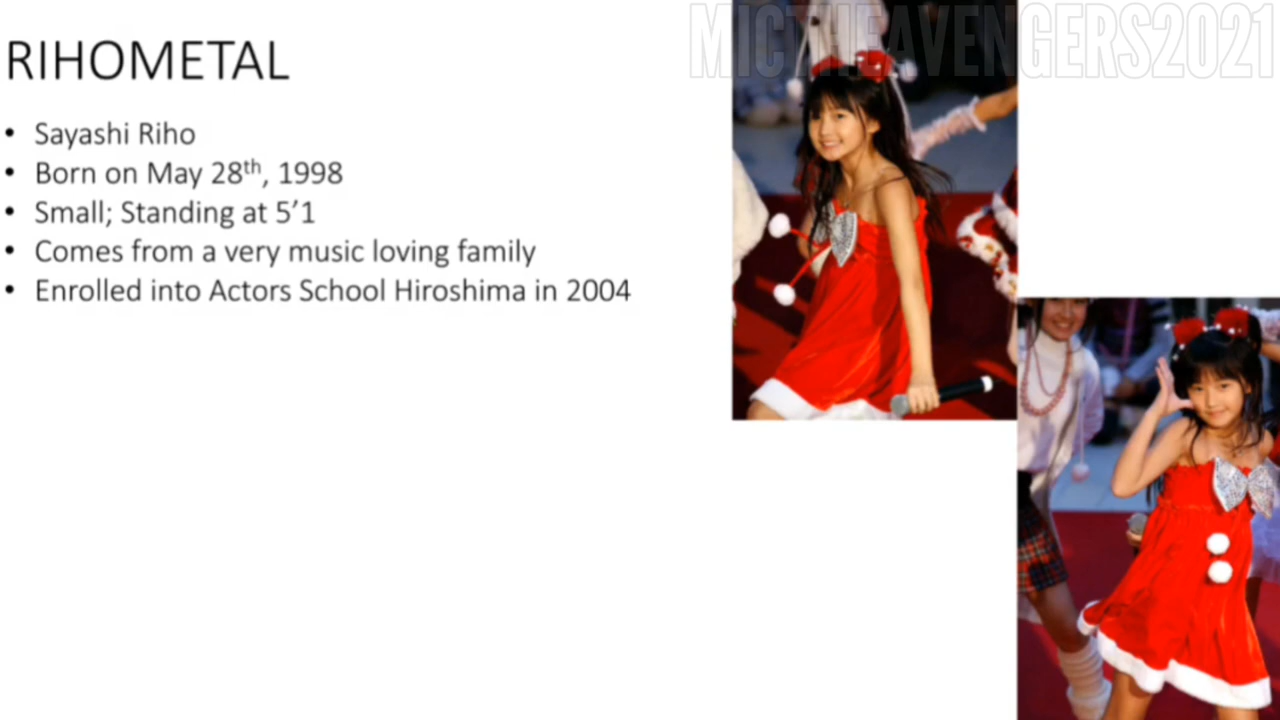 MICTHEAVENGERS2021
RIHOMETAL
• Sayashi Riho
• Born on May 28th, 1998
• Small; Standing at 5’1
• Comes from a very music loving family
• Enrolled into Actors School Hiroshima in 2004